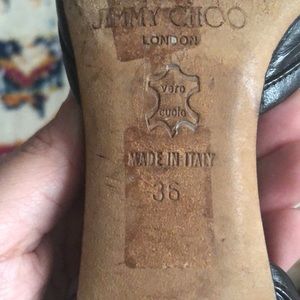 JIMMY CHOO
LONDON
vero
cuoio
MADE IN ITALY
36